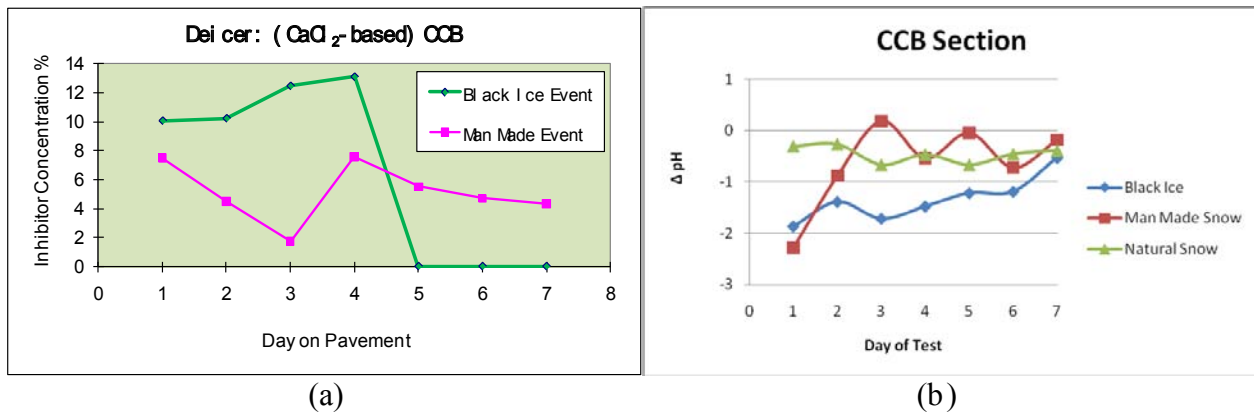 Deicer: (CaCl₂-based) CCB
Inhibitor Concentration %
14
12
10
8
6
4
2
0
0 1 2 3 4 5 6 7 8
Day on Pavement
Black Ice Event
Man Made Event
(a)
CCB Section
Δ pH
1
0
-1
-2
-3
0 1 2 3 4 5 6 7
Day of Test
Black Ice
Man Made Snow
Natural Snow
(b)